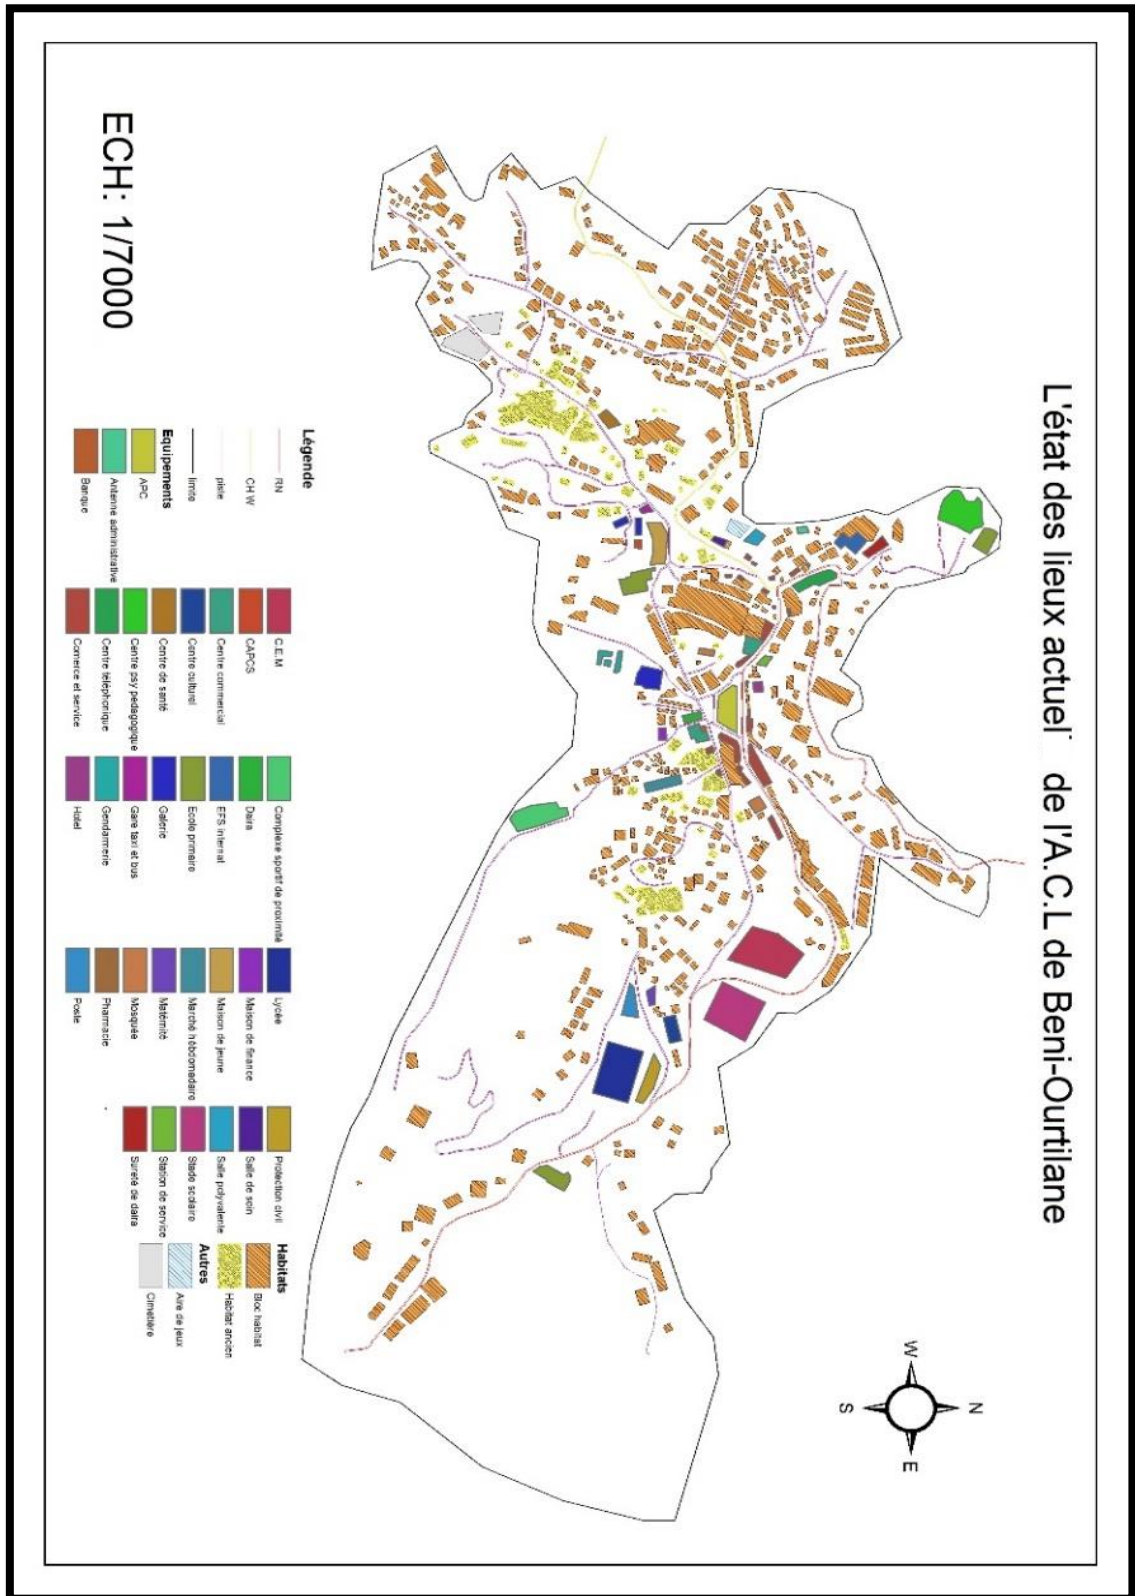 L'état des lieux actuel de l'A.C.L de Beni-Ourtilane
N
W
E
S
Légende
RN
CH W
piste
limite
Equipements
APC
Antenne administrative
Banque
C.E.M
CAPCS
Centre commercial
Centre culturel
Centre de santé
Centre psy pédagogique
Centre téléphonique
Comerce et service
Complexe sportif de proximité
Daira
EFS internat
Ecole primaire
Galerie
Gare taxi et bus
Gendarmerie
Hotel
Lycée
Maison de finance
Maison de jeune
Marché hebdomadaire
Maternité
Mosquée
Pharmacie
Poste
Protection civil
Salle de soin
Salle polyvalente
Stade scolaire
Station de service
Sureté de daira
Habitats
Bloc habitat
Habitat ancien
Autres
Aire de jeux
Cimetière
ECH: 1/7000